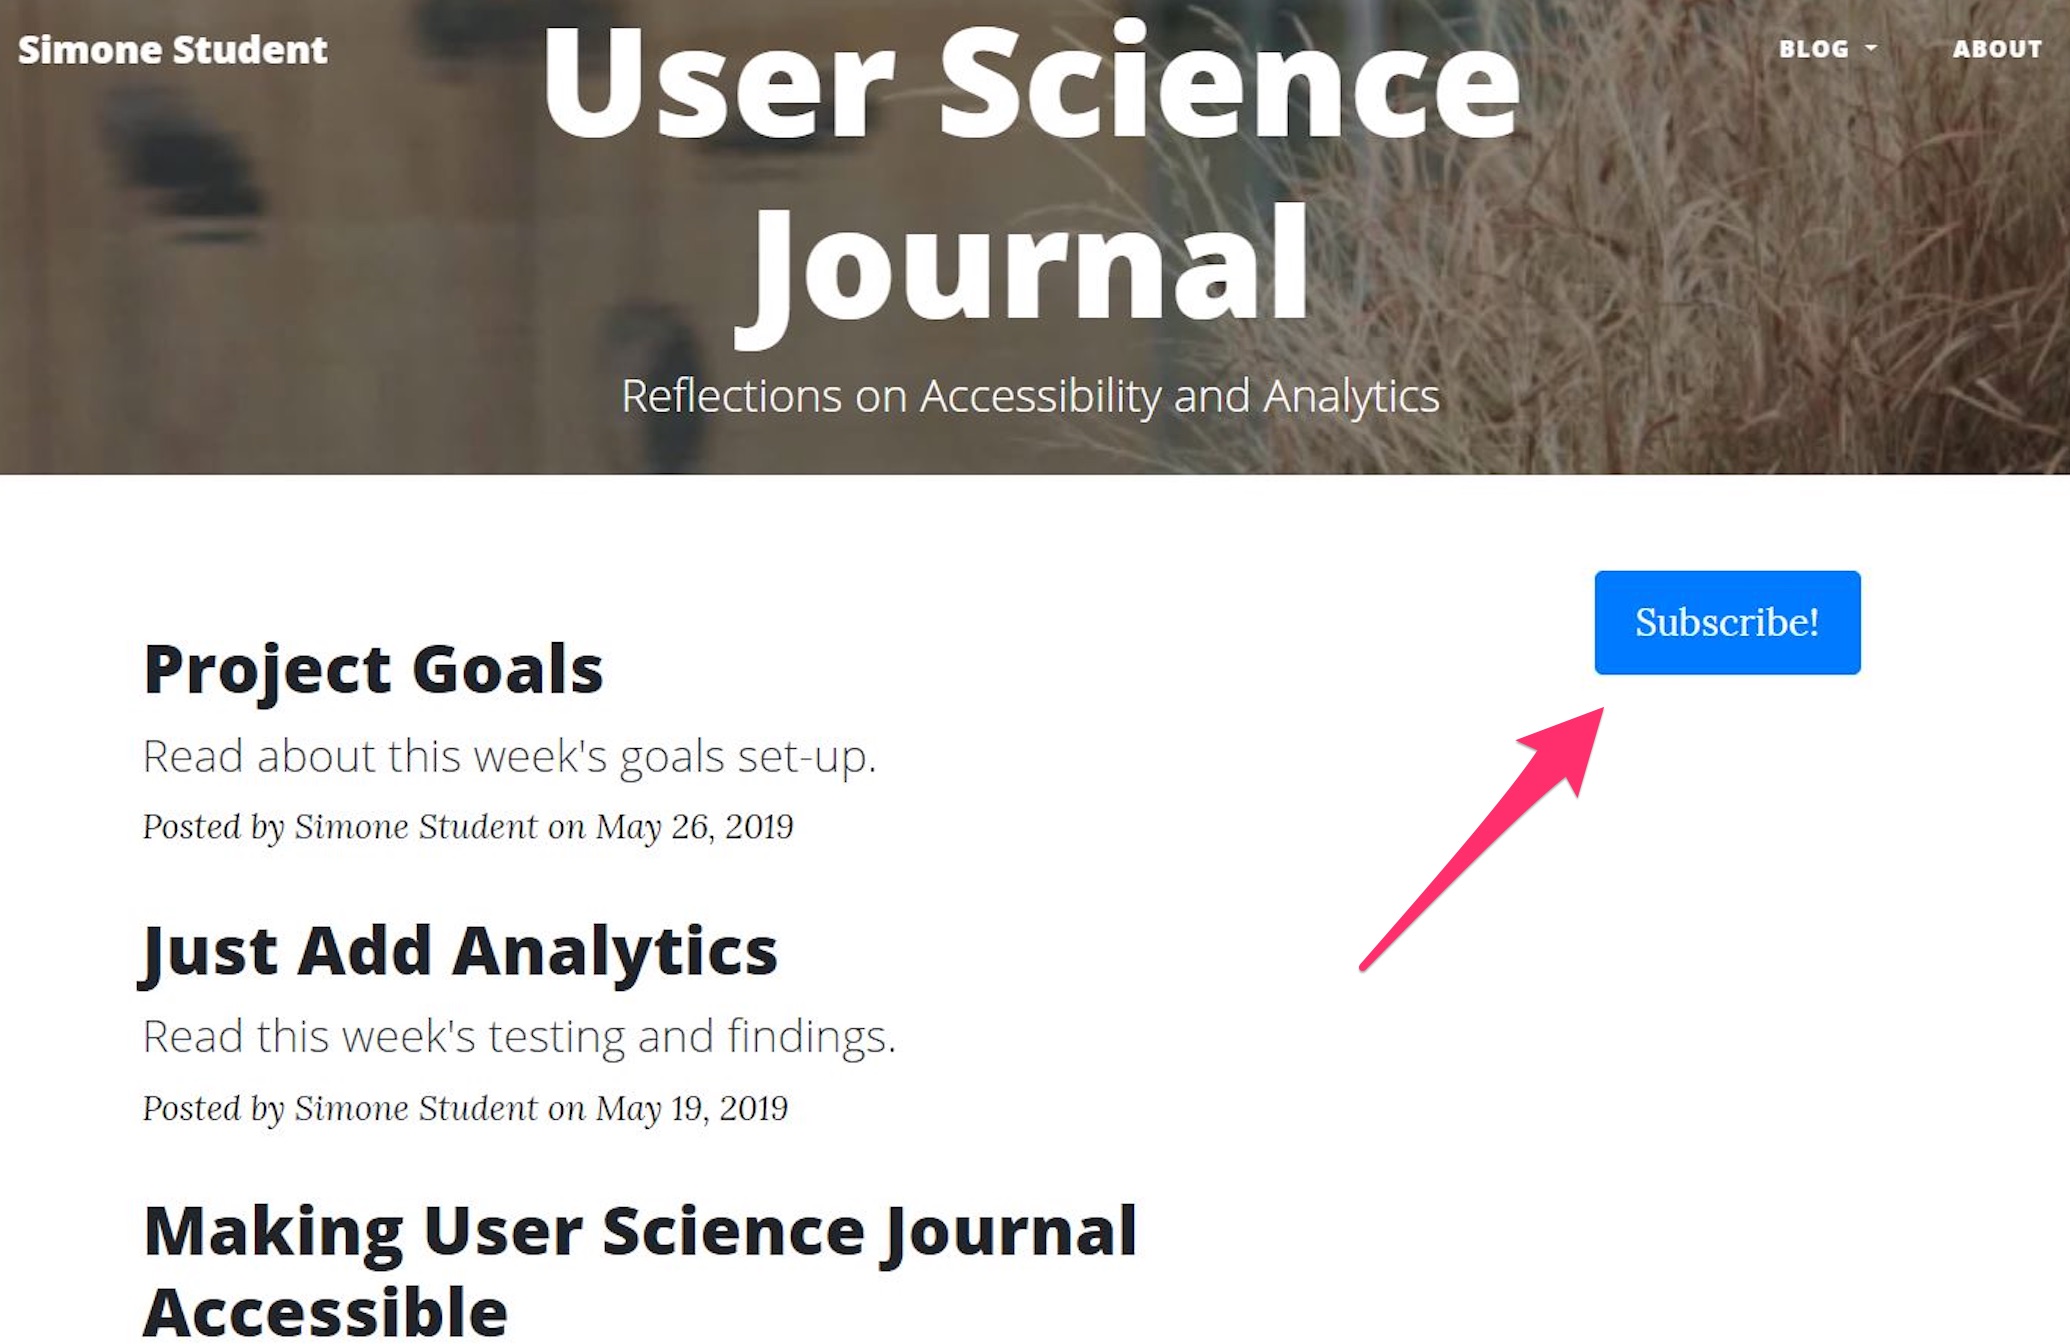 Simone Student
BLOG
ABOUT
User Science
Journal
Reflections on Accessibility and Analytics
Subscribe!
Project Goals
Read about this week's goals set-up.
Posted by Simone Student on May 26, 2019
Just Add Analytics
Read this week's testing and findings.
Posted by Simone Student on May 19, 2019
Making User Science Journal
Accessible